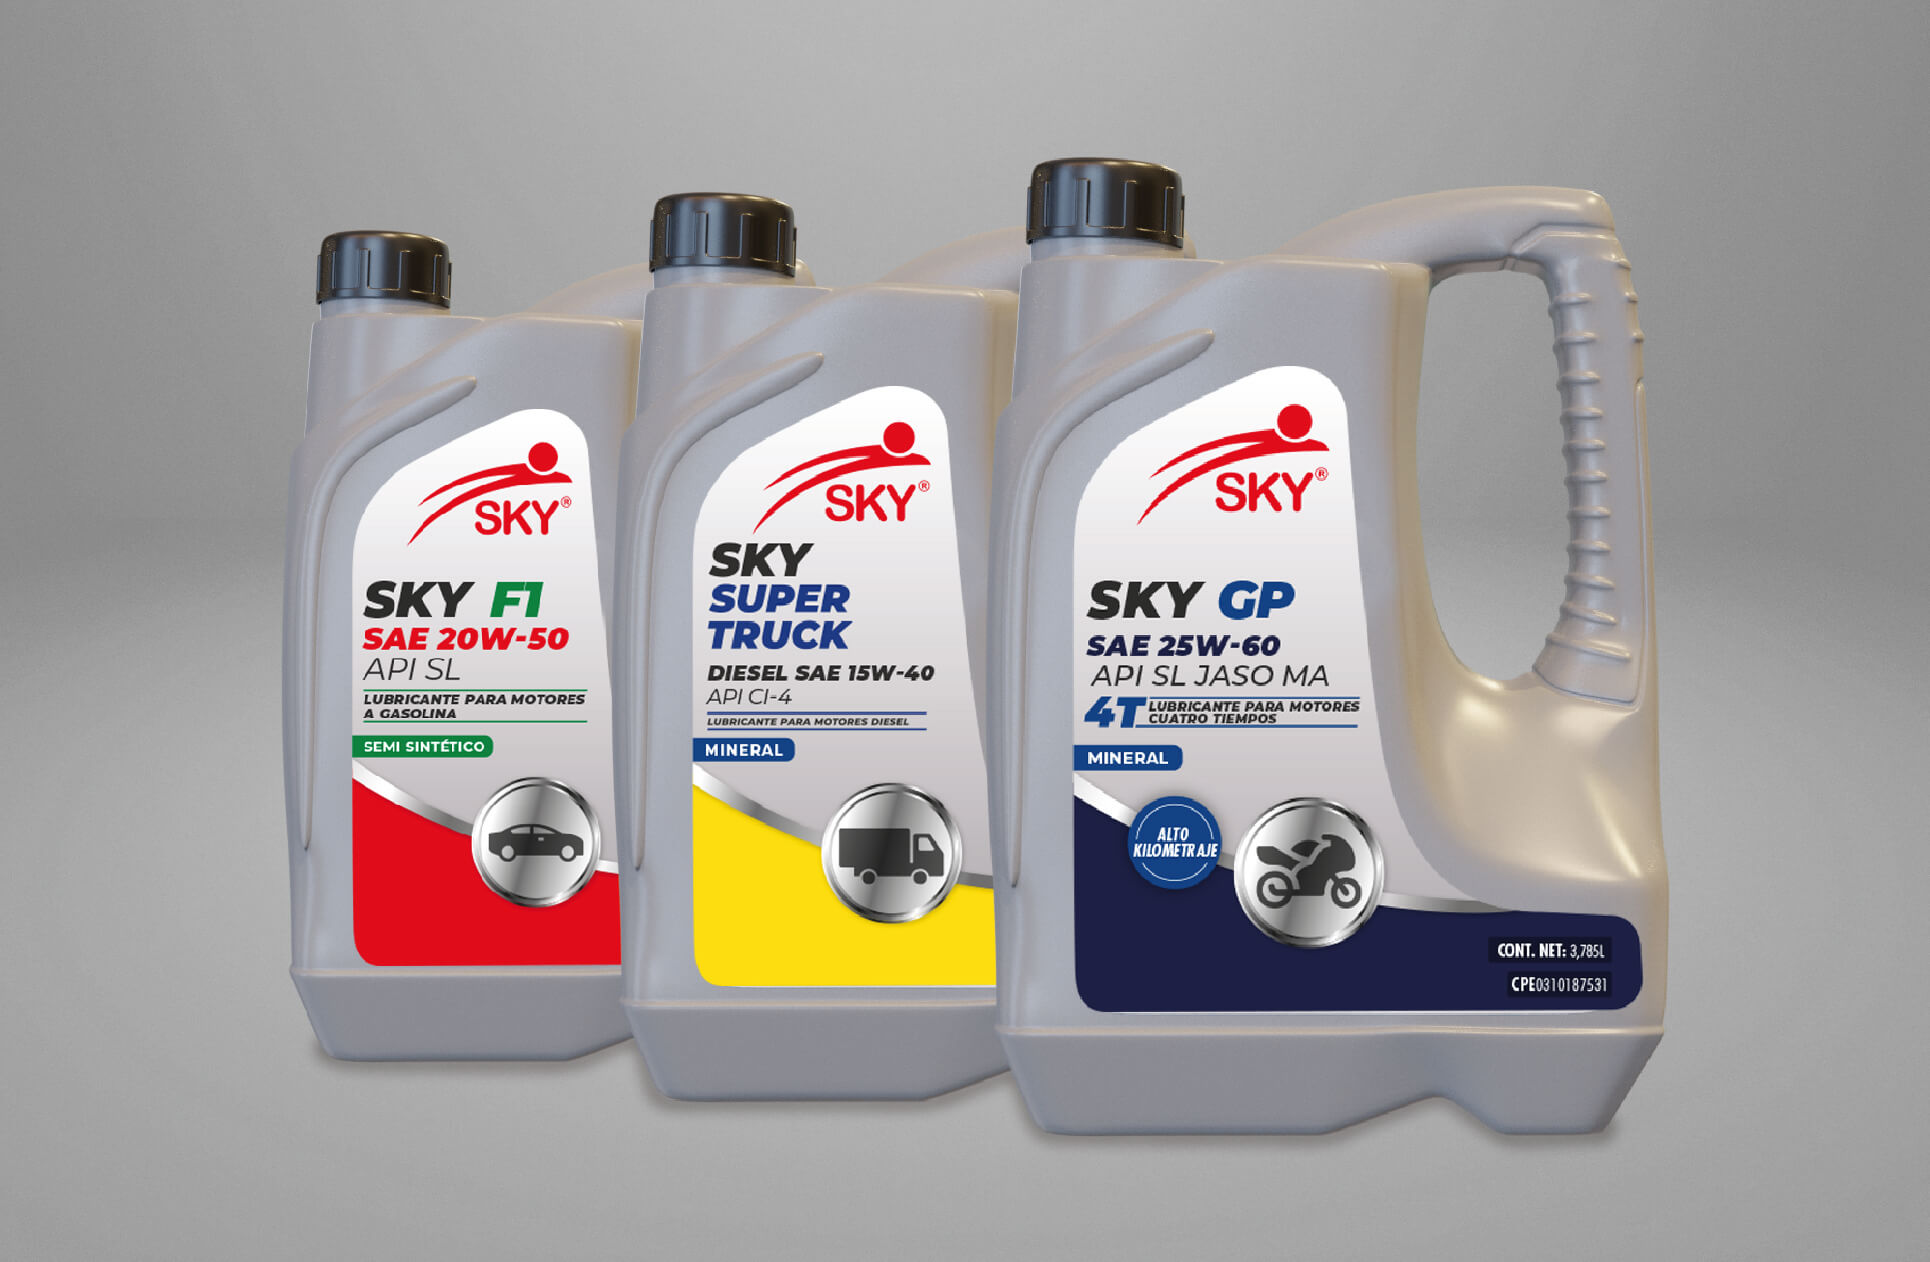 SKY®
SKY F1
SAE 20W-50
API SL
LUBRICANTE PARA MOTORES
A GASOLINA
SEMI SINTÉTICO
SKY®
SKY
SUPER
TRUCK
DIESEL SAE 15W-40
API CI-4
LUBRICANTE PARA MOTORES DIESEL
MINERAL
SKY®
SKY GP
SAE 25W-60
API SL JASO MA
4T LUBRICANTE PARA MOTORES
CUATRO TIEMPOS
MINERAL
ALTO
KILOMETRAJE
CONT. NET: 3,785L
CPE0310187531